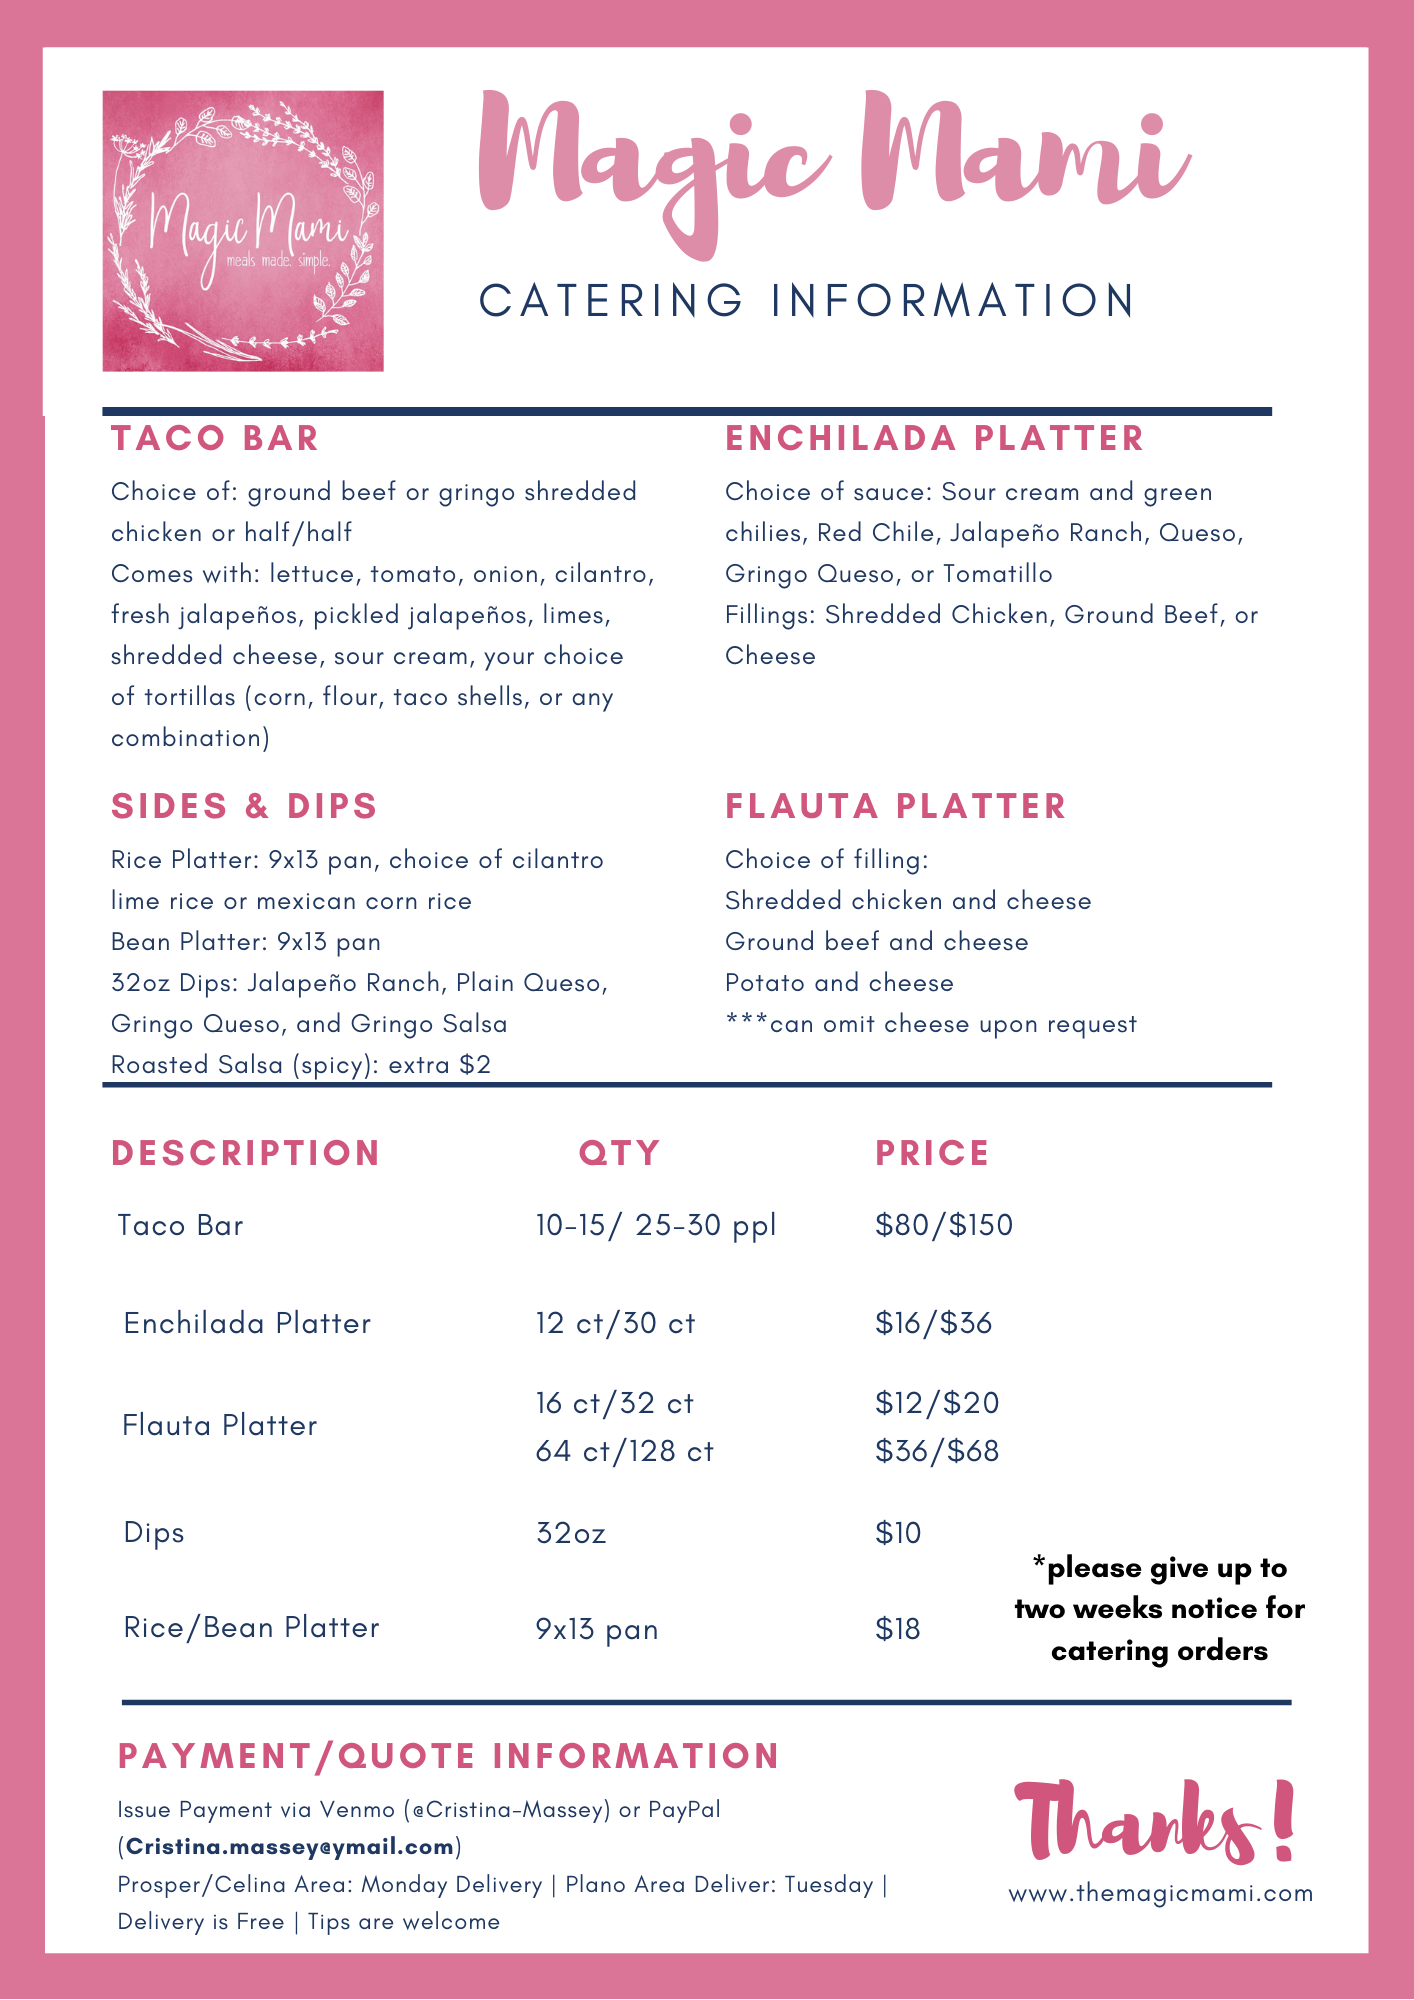 Magic Mami
meals made. simple.
Magic Mami
CATERING INFORMATION
TACO BAR
Choice of: ground beef or gringo shredded
chicken or half/half
Comes with: lettuce, tomato, onion, cilantro,
fresh jalapeños, pickled jalapeños, limes,
shredded cheese, sour cream, your choice
of tortillas (corn, flour, taco shells, or any
combination)
ENCHILADA PLATTER
Choice of sauce: Sour cream and green
chilies, Red Chile, Jalapeño Ranch, Queso,
Gringo Queso, or Tomatillo
Fillings: Shredded Chicken, Ground Beef, or
Cheese
SIDES & DIPS
Rice Platter: 9x13 pan, choice of cilantro
lime rice or mexican corn rice
Bean Platter: 9x13 pan
32oz Dips: Jalapeño Ranch, Plain Queso,
Gringo Queso, and Gringo Salsa
Roasted Salsa (spicy): extra $2
FLAUTA PLATTER
Choice of filling:
Shredded chicken and cheese
Ground beef and cheese
Potato and cheese
***can omit cheese upon request
DESCRIPTION QTY PRICE
Taco Bar 10-15/ 25-30 ppl $80/$150
Enchilada Platter 12 ct/30 ct $16/$36
Flauta Platter
16 ct/32 ct $12/$20
64 ct/128 ct $36/$68
Dips 32oz $10
Rice/Bean Platter 9x13 pan $18
*please give up to
two weeks notice for
catering orders
PAYMENT/QUOTE INFORMATION
Issue Payment via Venmo (@Cristina-Massey) or PayPal
(Cristina.massey@ymail.com)
Prosper/Celina Area: Monday Delivery | Plano Area Deliver: Tuesday |
Delivery is Free | Tips are welcome
Thanks!
www.themagicmami.com